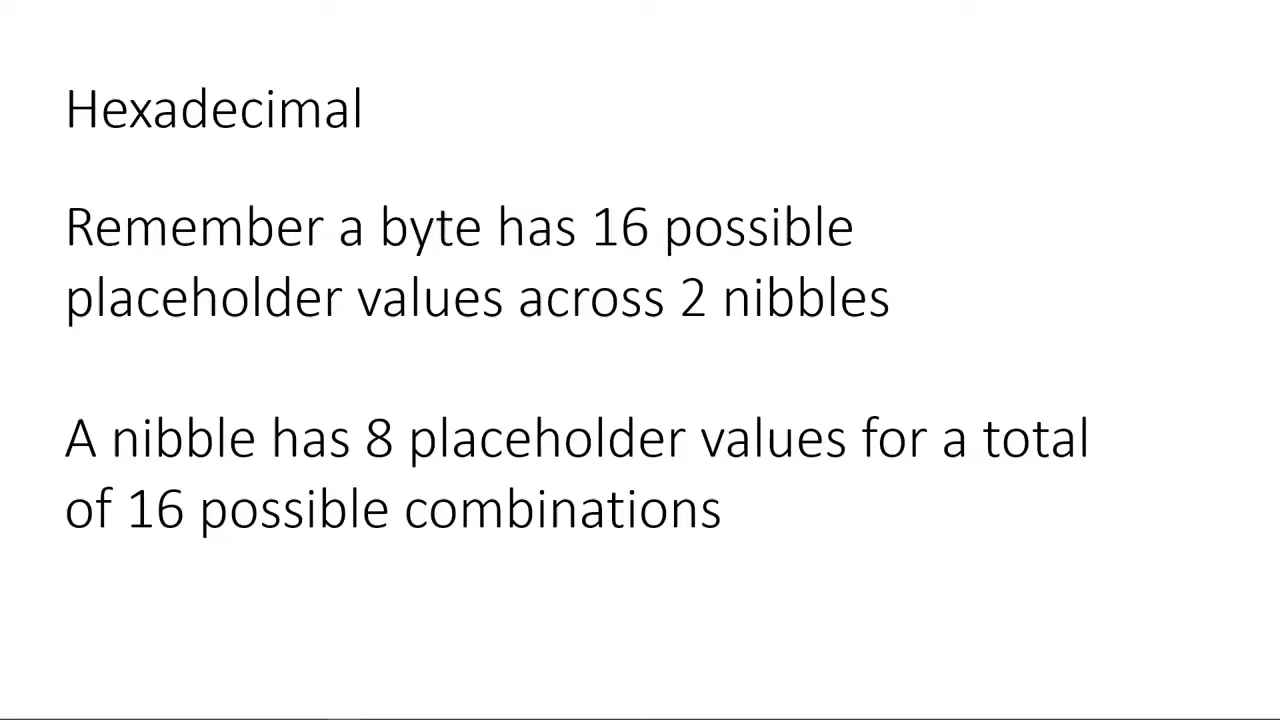 Hexadecimal
Remember a byte has 16 possible
placeholder values across 2 nibbles
A nibble has 8 placeholder values for a total
of 16 possible combinations